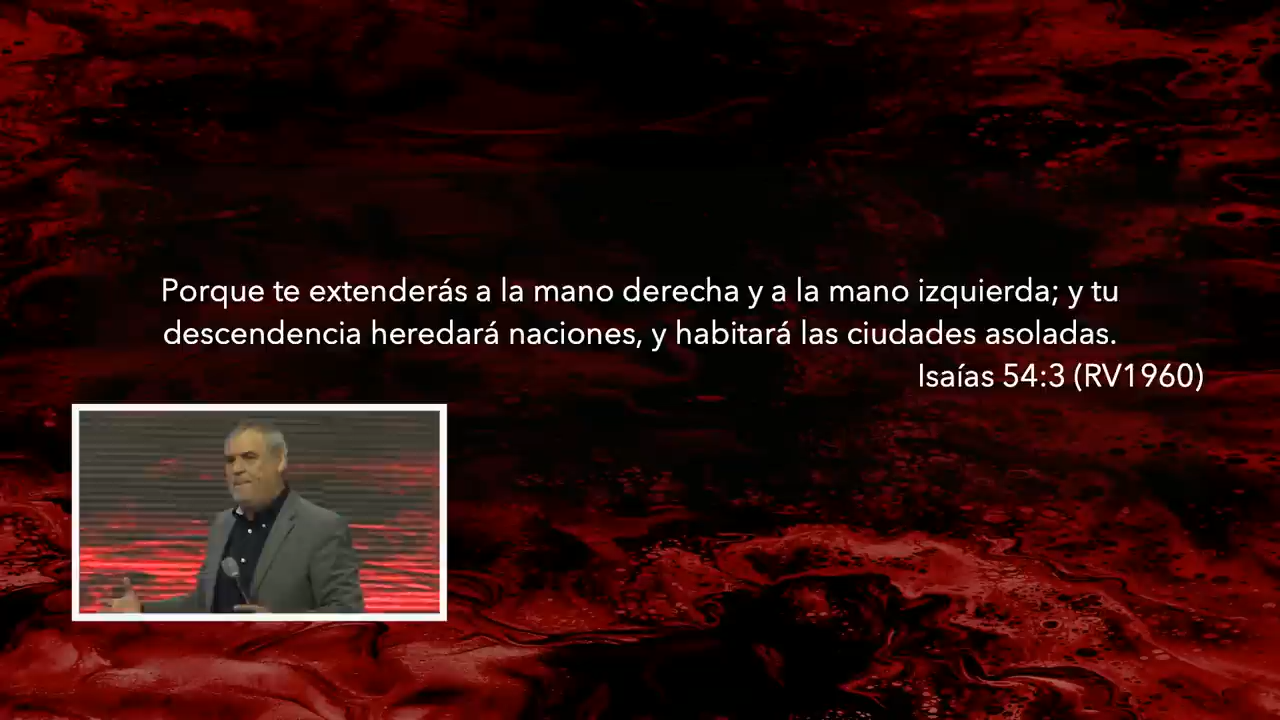 Porque te extenderás a la mano derecha y a la mano izquierda; y tu
descendencia heredará naciones, y habitará las ciudades asoladas.
Isaías 54:3 (RV1960)